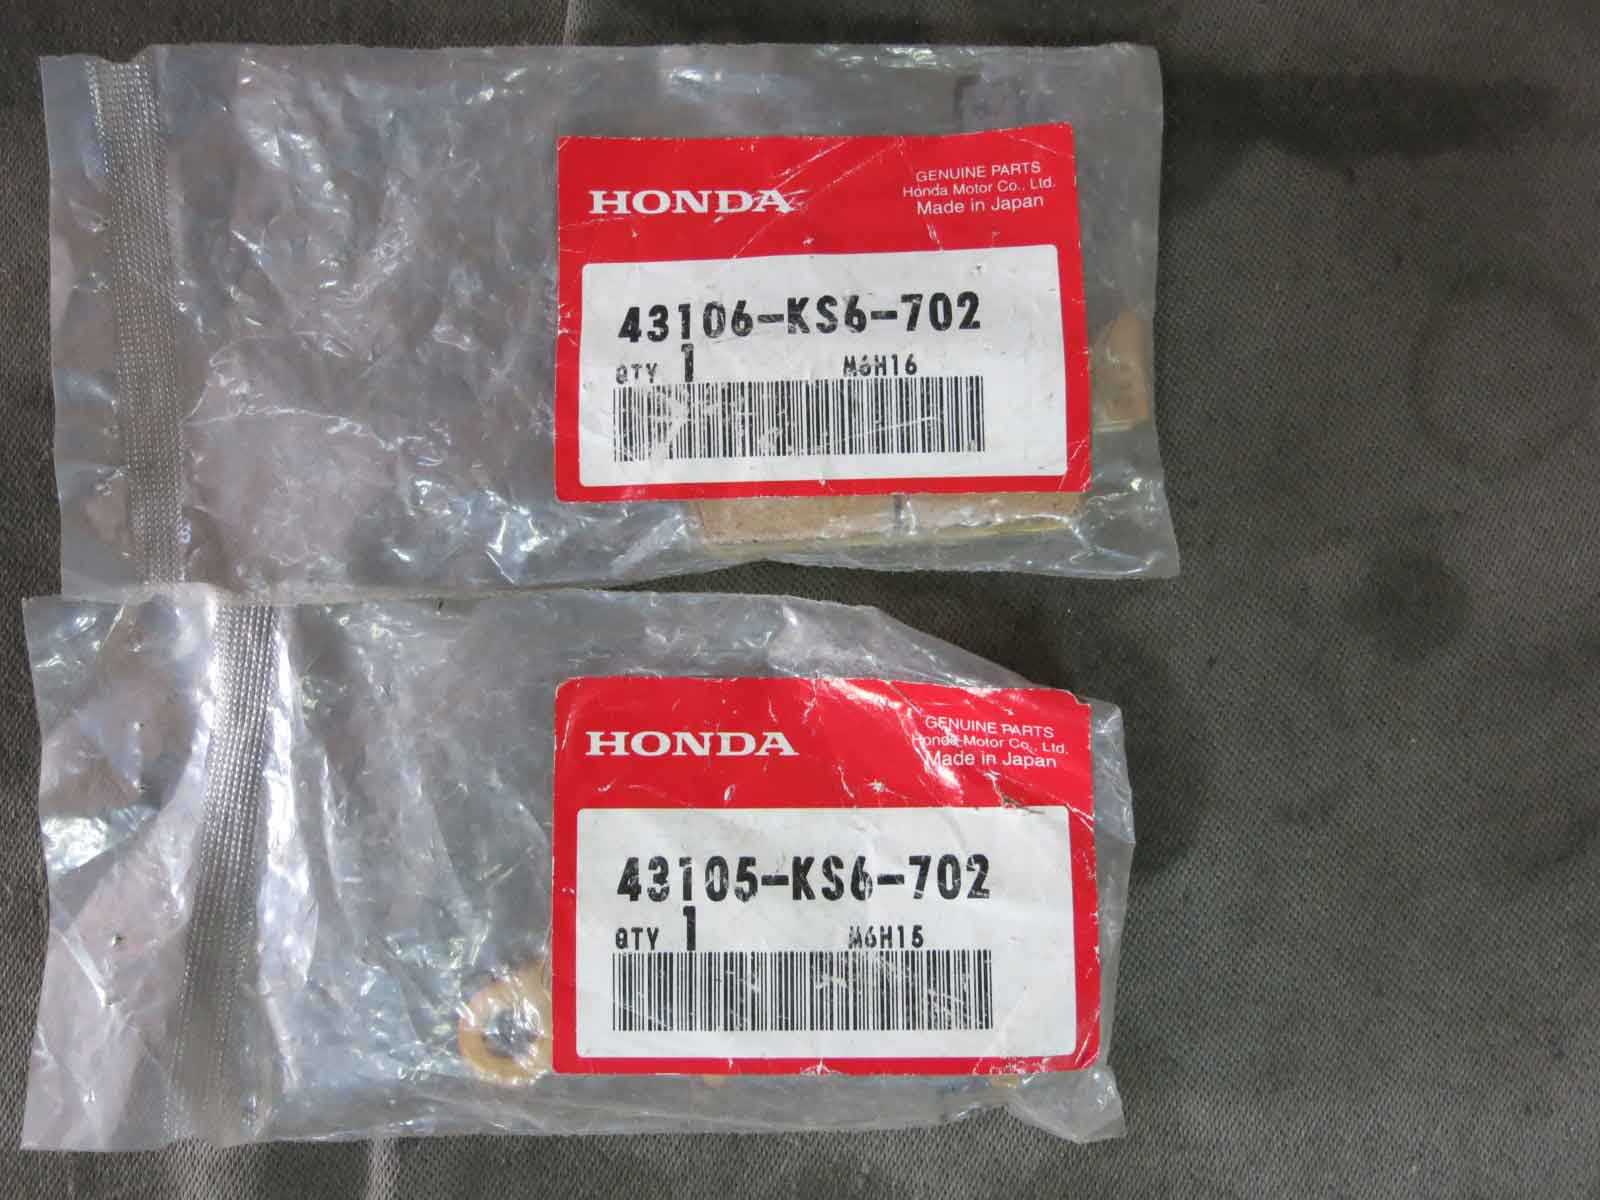 HONDA
GENUINE PARTS
Honda Motor Co., Ltd.
Made in Japan
43106-KS6-702
QTY 1 M6H16
HONDA
GENUINE PARTS
Honda Motor Co., Ltd.
Made in Japan
43105-KS6-702
QTY 1 M6H15